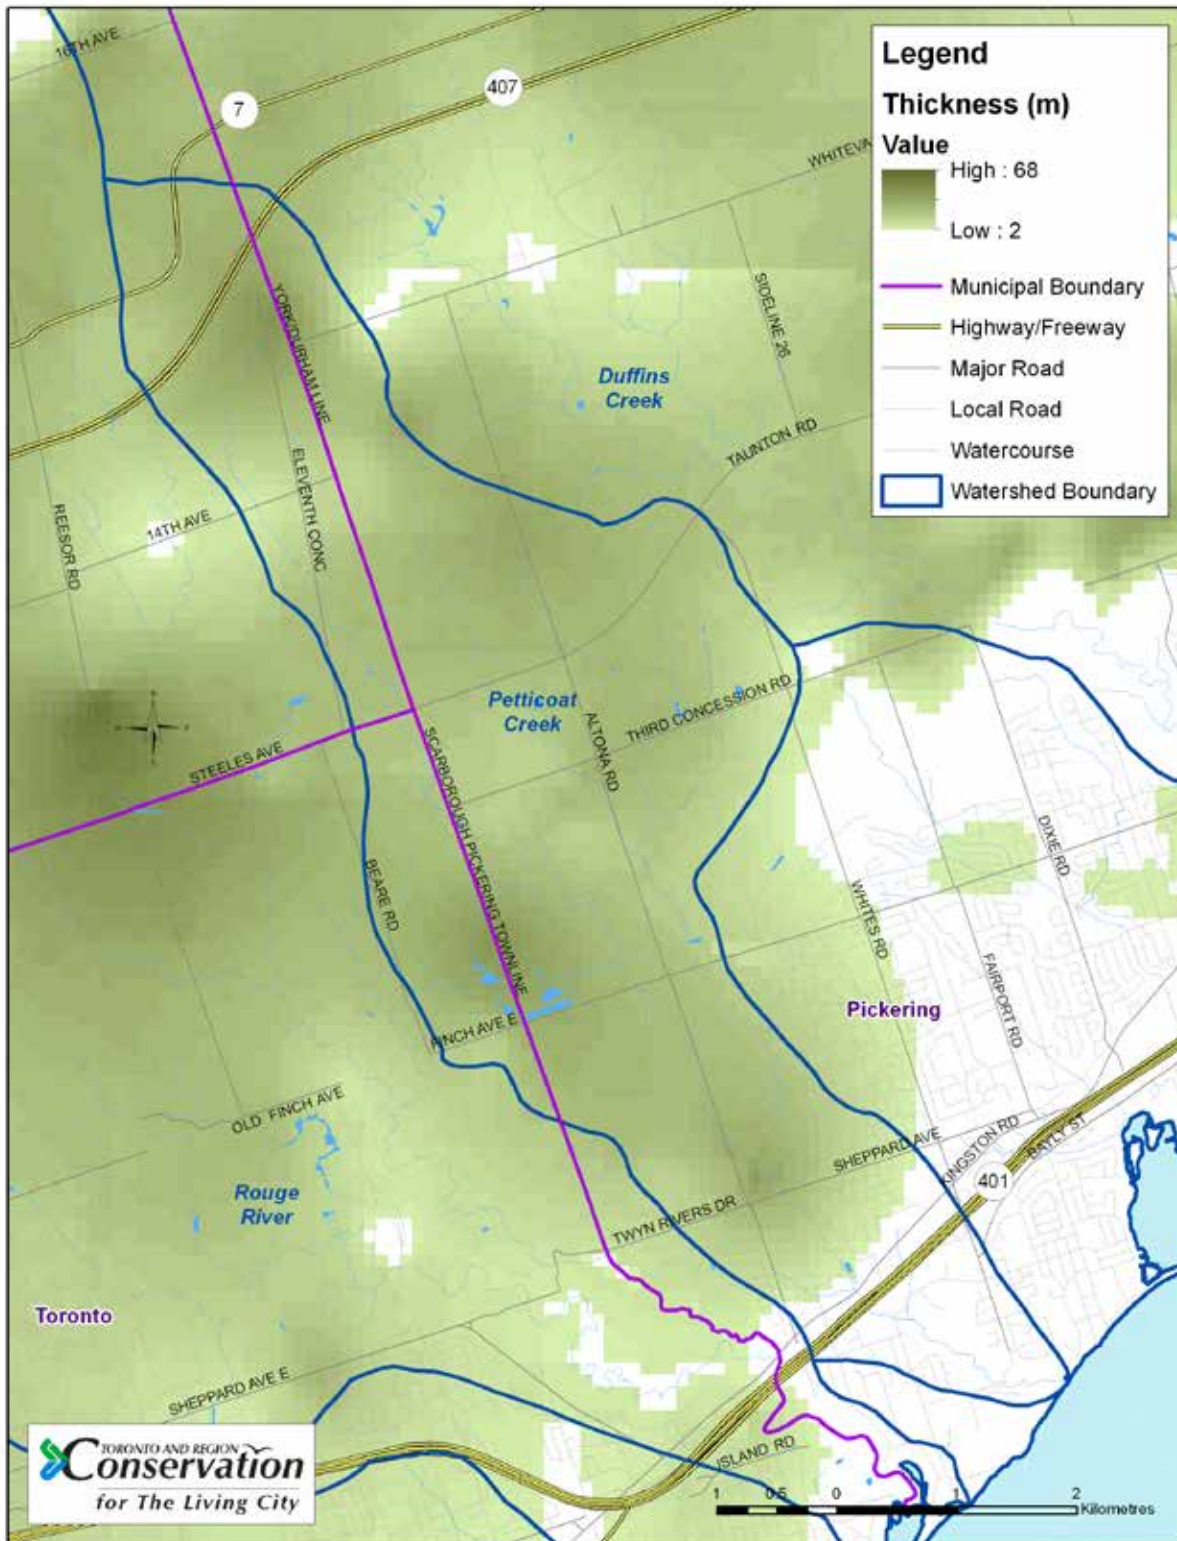 16TH AVE
7
407
WHITEVA
Legend
Thickness (m)
Value
High : 68
Low : 2
Municipal Boundary
Highway/Freeway
Major Road
Local Road
Watercourse
Watershed Boundary
YORK/DURHAM LINE
SIDELINE 26
Duffins
Creek
TAUNTON RD
ELEVENTH CONC
REESOR RD
14TH AVE
Petticoat
Creek
ALTONA RD
THIRD CONCESSION RD
STEELES AVE
SCARBOROUGH PICKERING TOWNLINE
BEARE RD
DIXIE RD
WHITES RD
FAIRPORT RD
Pickering
FINCH AVE E
OLD FINCH AVE
SHEPPARD AVE
KINGSTON RD
BAYLY ST
401
Rouge
River
TWYN RIVERS DR
Toronto
SHEPPARD AVE E
ISLAND RD
TORONTO AND REGION
Conservation
for The Living City
1 0.5 0 1 2
Kilometres